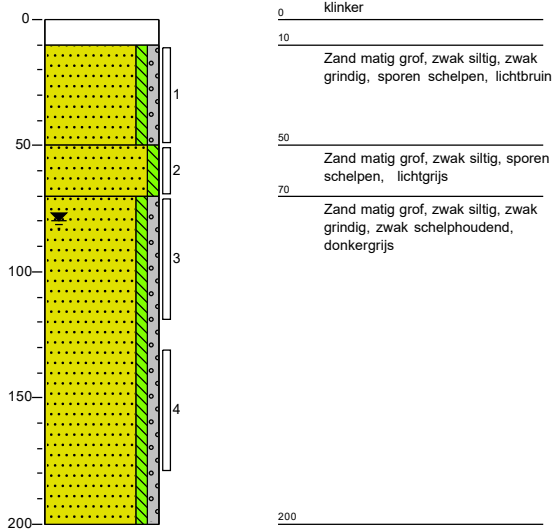 0
50
100
150
200
1
2
3
4
klinker
0
10
Zand matig grof, zwak siltig, zwak
grindig, sporen schelpen, lichtbruin
50
Zand matig grof, zwak siltig, sporen
schelpen, lichtgrijs
70
Zand matig grof, zwak siltig, zwak
grindig, zwak schelphoudend,
donkergrijs
200